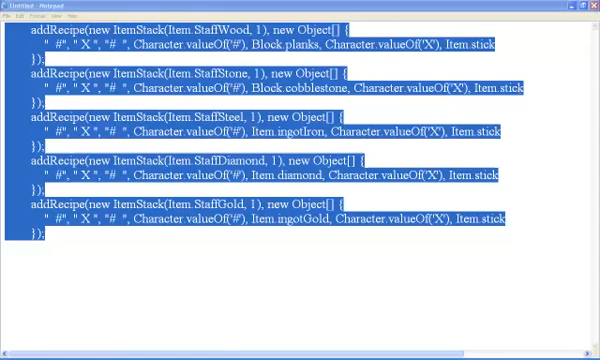 Untitled - Notepad
File Edit Format View Help
addRecipe(new ItemStack(Item.StaffWood, 1), new Object[] {
"  #", " X ", "#  ", Character.valueOf('#'), Block.planks, Character.valueOf('X'), Item.stick
});
addRecipe(new ItemStack(Item.StaffStone, 1), new Object[] {
"  #", " X ", "#  ", Character.valueOf('#'), Block.cobblestone, Character.valueOf('X'), Item.stick
});
addRecipe(new ItemStack(Item.StaffSteel, 1), new Object[] {
"  #", " X ", "#  ", Character.valueOf('#'), Item.ingotIron, Character.valueOf('X'), Item.stick
});
addRecipe(new ItemStack(Item.StaffDiamond, 1), new Object[] {
"  #", " X ", "#  ", Character.valueOf('#'), Item.diamond, Character.valueOf('X'), Item.stick
});
addRecipe(new ItemStack(Item.StaffGold, 1), new Object[] {
"  #", " X ", "#  ", Character.valueOf('#'), Item.ingotGold, Character.valueOf('X'), Item.stick
});